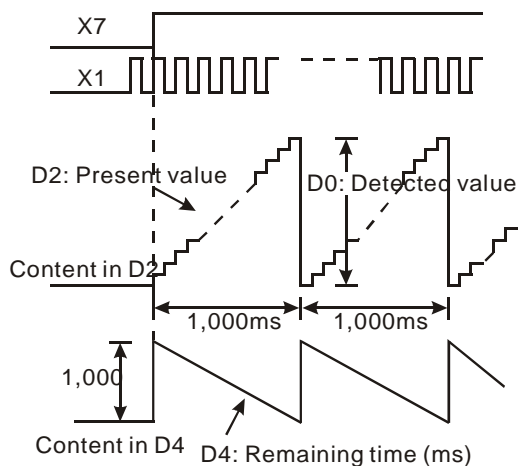 X7
X1
D2: Present value
D0: Detected value
Content in D2
1,000ms
1,000ms
1,000
Content in D4
D4: Remaining time (ms)